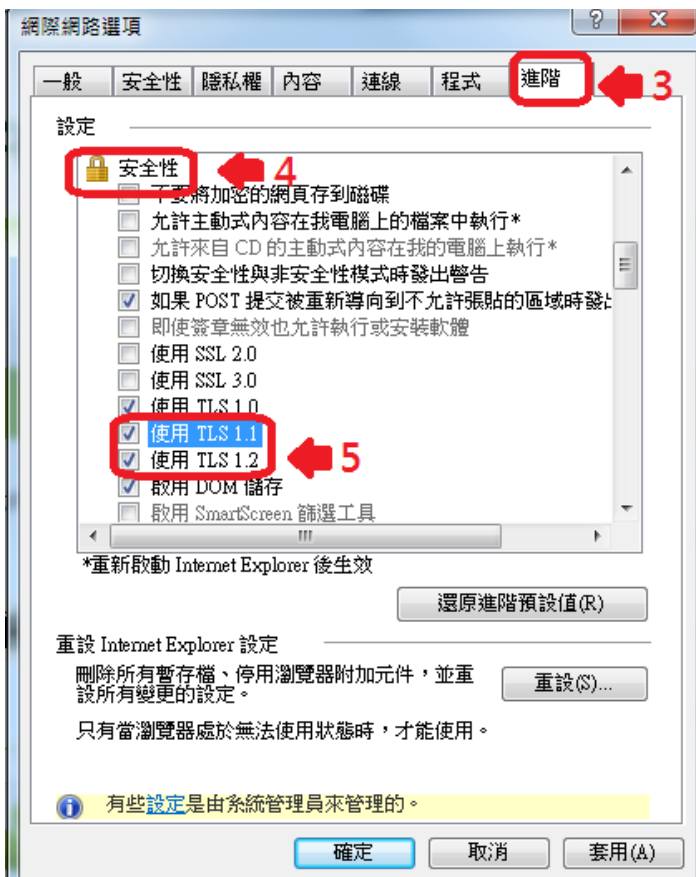 網際網路選項
一般 安全性 隱私權 內容 連線 程式 進階
3
設定
安全性
4
不要將加密的網頁存到磁碟
允許主動式內容在我電腦上的檔案中執行*
允許來自 CD 的主動式內容在我的電腦上執行*
切換安全性與非安全性模式時發出警告
如果 POST 提交被重新導向到不允許張貼的區域時發出
即使簽章無效也允許執行或安裝軟體
使用 SSL 2.0
使用 SSL 3.0
使用 TLS 1.0
使用 TLS 1.1
使用 TLS 1.2
5
啟用 DOM 儲存
啟用 SmartScreen 篩選工具
*重新啟動 Internet Explorer 後生效
還原進階預設值(R)
重設 Internet Explorer 設定
刪除所有暫存檔、停用瀏覽器附加元件，並重
設所有變更的設定。
重設(S)...
只有當瀏覽器處於無法使用狀態時，才能使用。
有些設定是由系統管理員來管理的。
確定 取消 套用(A)